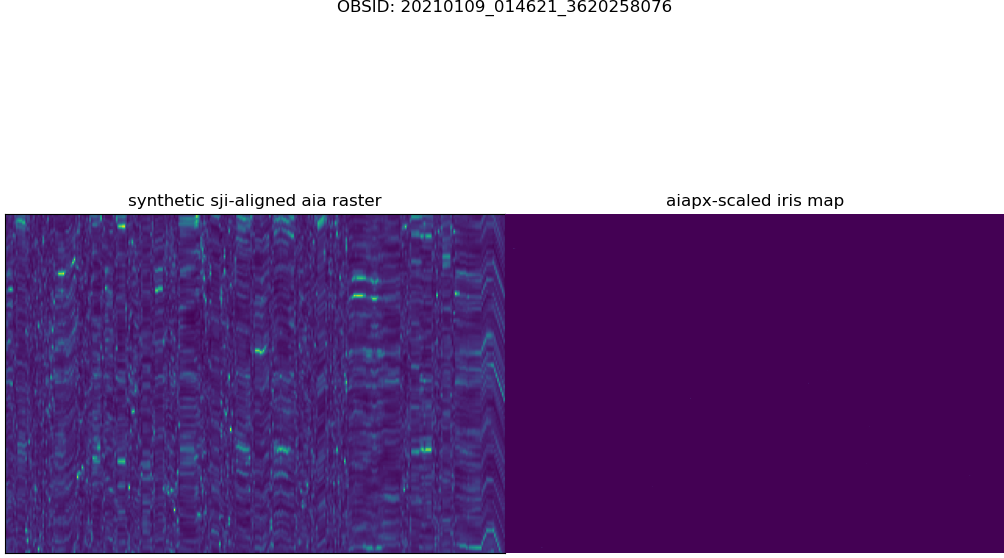 OBSID: 20210109_014621_3620258076
synthetic sji-aligned aia raster
aiapx-scaled iris map